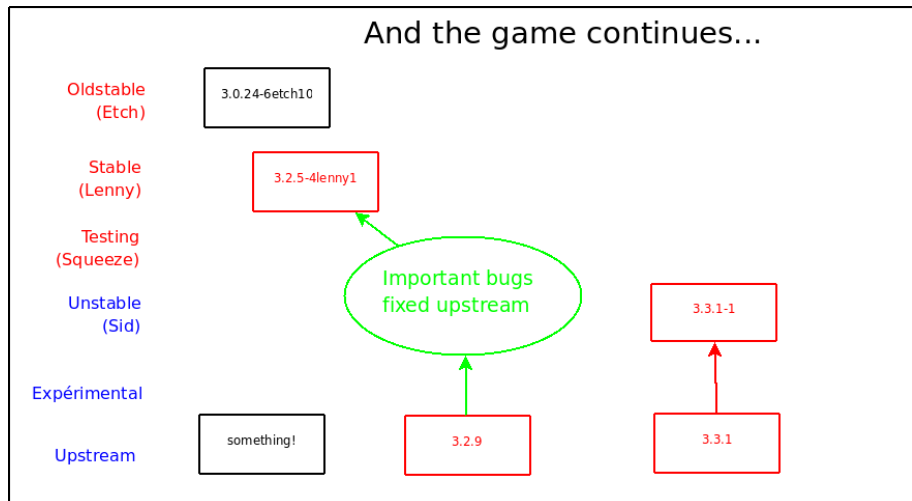 And the game continues...
Oldstable
(Etch)
3.0.24-6etch10
Stable
(Lenny)
3.2.5-4lenny1
Testing
(Squeeze)
Important bugs
fixed upstream
Unstable
(Sid)
3.3.1-1
Expérimental
Upstream
something!
3.2.9
3.3.1